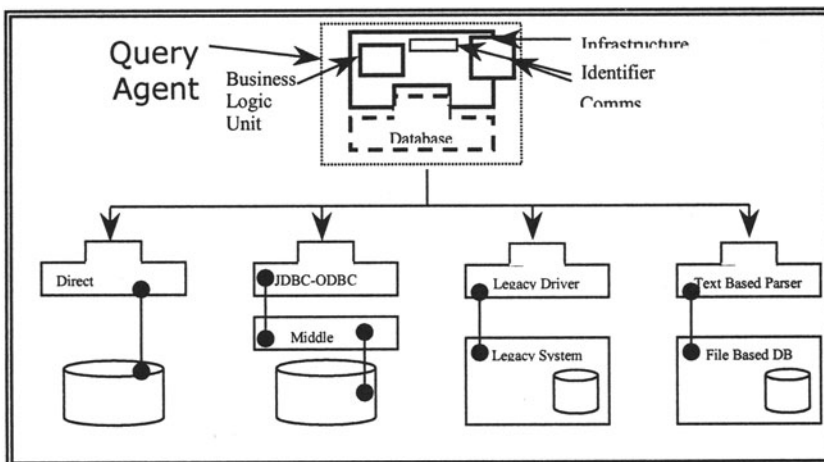 Query
Agent
Business
Logic
Unit
Infrastructure
Identifier
Comms
Database
Direct
JDBC-ODBC
Legacy Driver
Text Based Parser
Middle
Legacy System
File Based DB